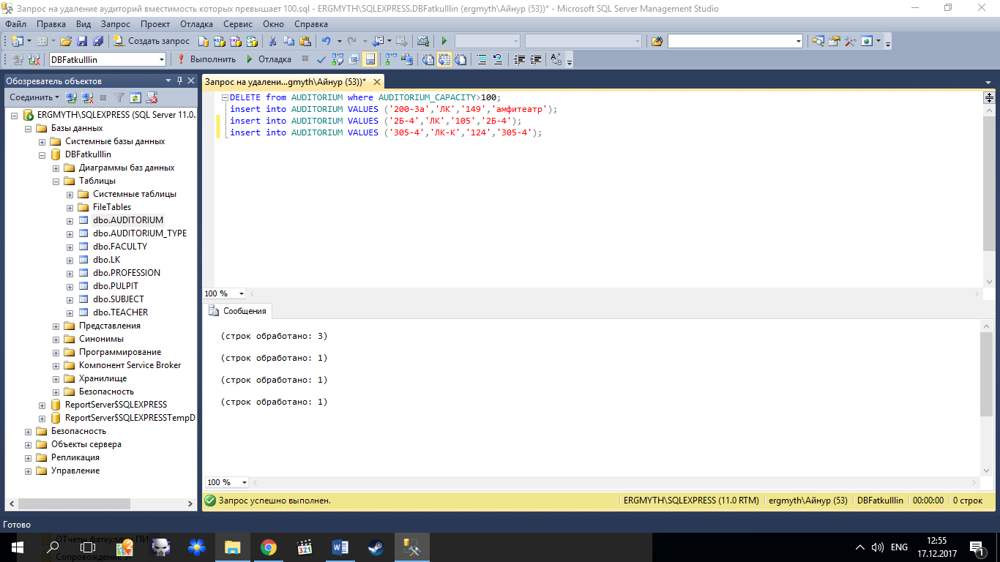 Запрос на удаление аудиторий вместимость которых превышает 100.sql - ERGMYTH\SQLEXPRESS.DBFatkulllin (ergmyth\Айнур (53))* - Microsoft SQL Server Management Studio
Файл Правка Вид Запрос Проект Отладка Сервис Окно Справка
Создать запрос
DBFatkulllin Выполнить Отладка
Обозреватель объектов
Соединить
ERGMYTH\SQLEXPRESS (SQL Server 11.0.
Базы данных
Системные базы данных
DBFatkulllin
Диаграммы баз данных
Таблицы
Системные таблицы
FileTables
dbo.AUDITORIUM
dbo.AUDITORIUM_TYPE
dbo.FACULTY
dbo.LK
dbo.PROFESSION
dbo.PULPIT
dbo.SUBJECT
dbo.TEACHER
Представления
Синонимы
Программирование
Компонент Service Broker
Хранилище
Безопасность
ReportServer$SQLEXPRESS
ReportServer$SQLEXPRESSTempD
Безопасность
Объекты сервера
Репликация
Управление
Запрос на удалени...gmyth\Айнур (53))*
DELETE from AUDITORIUM where AUDITORIUM_CAPACITY>100;
insert into AUDITORIUM VALUES ('200-3а','ЛК','149','амфитеатр');
insert into AUDITORIUM VALUES ('2Б-4','ЛК','105','2Б-4');
insert into AUDITORIUM VALUES ('305-4','ЛК-К','124','305-4');
100 %
Сообщения
(строк обработано: 3)
(строк обработано: 1)
(строк обработано: 1)
(строк обработано: 1)
100 %
Запрос успешно выполнен. ERGMYTH\SQLEXPRESS (11.0 RTM) ergmyth\Айнур (53) DBFatkulllin 00:00:00 0 строк
Готово
ОТчеты фаткулл ПИ
Сопровождение
2
321
ENG
12:55
17.12.2017
1